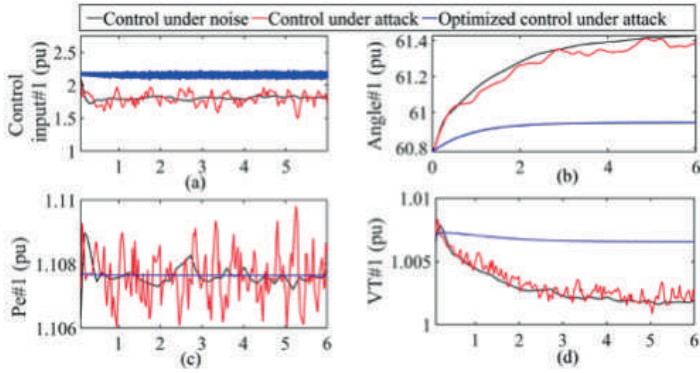 Control under noise Control under attack Optimized control under attack
Control
input#1 (pu)
2.5
2
1.5
1
1 2 3 4 5
(a)
Angle#1 (pu)
61.4
61
60.8
0 2 4 6
(b)
Pe#1 (pu)
1.11
1.108
1.106
1 2 3 4 5 6
(c)
VT#1 (pu)
1.01
1.005
1
1 2 3 4 5 6
(d)